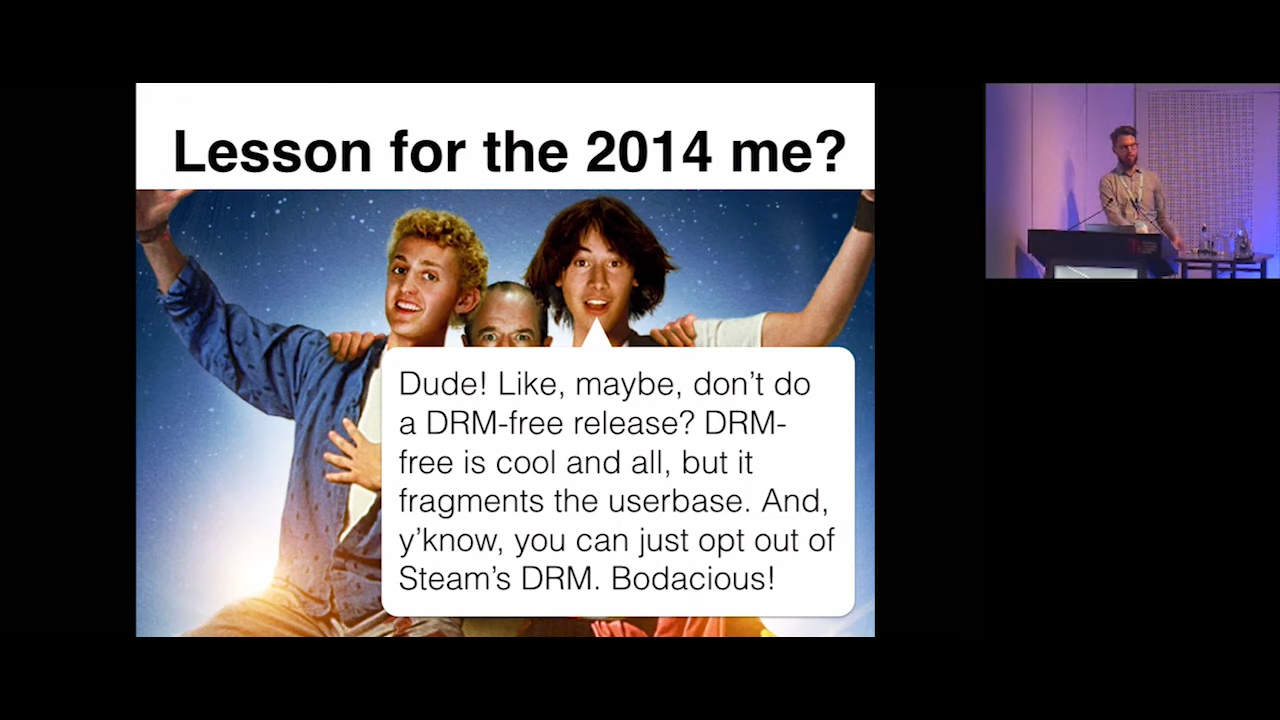 Lesson for the 2014 me?
Dude! Like, maybe, don’t do
a DRM-free release? DRM-
free is cool and all, but it
fragments the userbase. And,
y’know, you can just opt out of
Steam’s DRM. Bodacious!